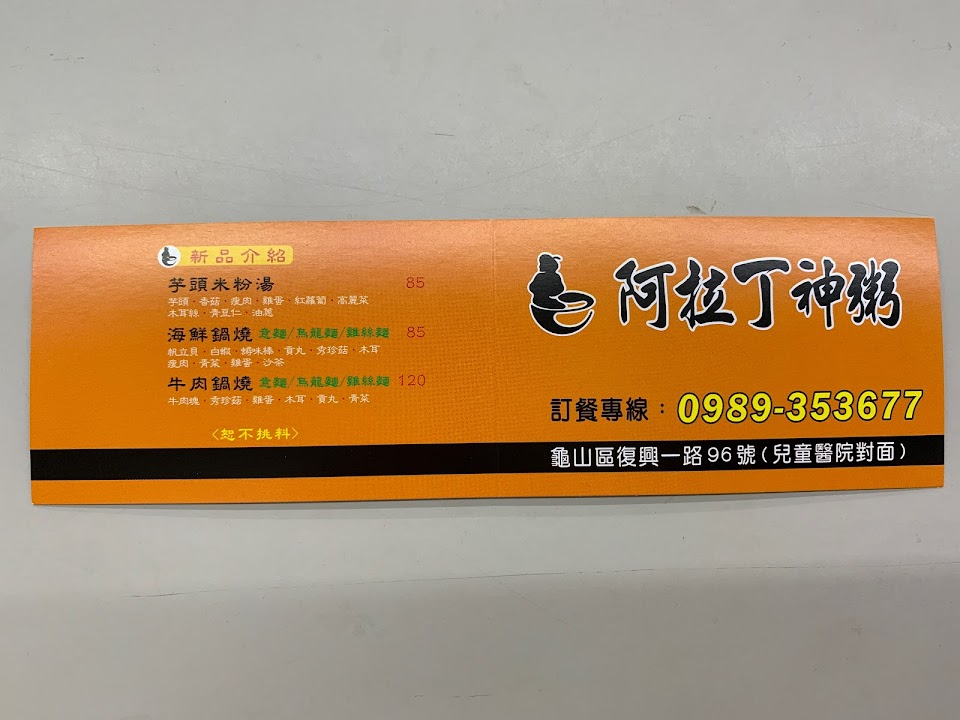 新品介紹
芋頭米粉湯 85
芋頭·香菇·瘦肉·雞蛋·紅蘿蔔·高麗菜
木耳絲·青豆仁·油蔥
海鮮鍋燒 意麵/烏龍麵/雞絲麵 85
帆立貝·白蝦·蟳味棒·貢丸·秀珍菇·木耳
瘦肉·青菜·雞蛋·沙茶
牛肉鍋燒 意麵/烏龍麵/雞絲麵 120
牛肉塊·秀珍菇·雞蛋·木耳·貢丸·青菜
〈恕不挑料〉
阿拉丁神粥
訂餐專線：0989-353677
龜山區復興一路96號(兒童醫院對面)